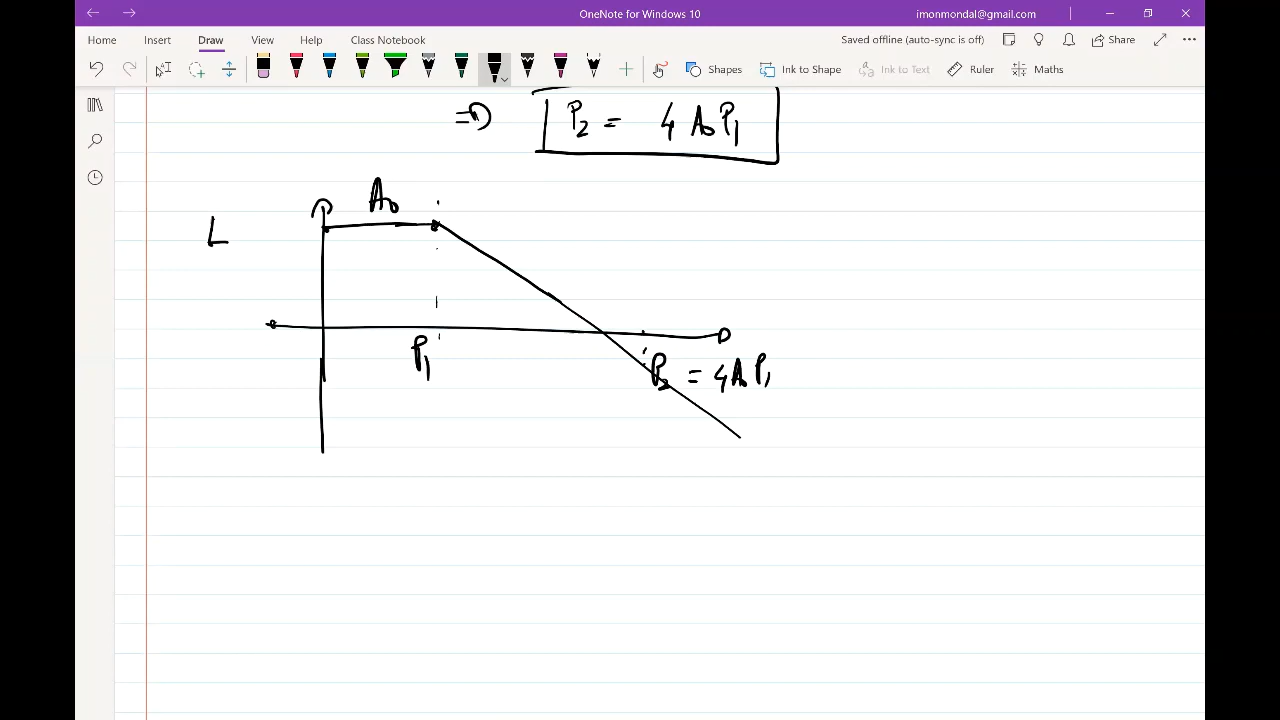 OneNote for Windows 10
imonmondal@gmail.com
Home Insert Draw View Help Class Notebook
Saved offline (auto-sync is off) Share
Shapes Ink to Shape Ink to Text Ruler Maths
⇒ P2 = 4 A0 P1
A0
L
P1
P2 = 4A0 P1